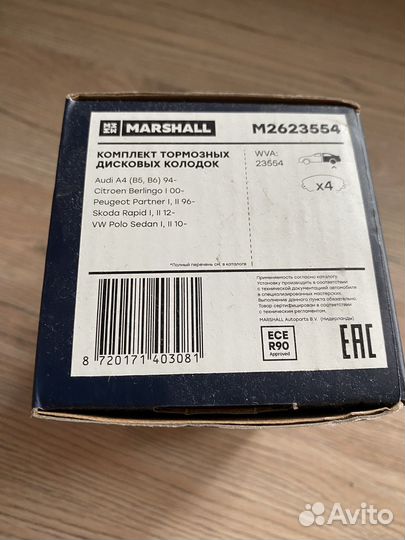 MARSHALL
M2623554
КОМПЛЕКТ ТОРМОЗНЫХ
ДИСКОВЫХ КОЛОДОК
WVA:
23554
x4
Audi A4 (B5, B6) 94-
Citroen Berlingo I 00-
Peugeot Partner I, II 96-
Skoda Rapid I, II 12-
VW Polo Sedan I, II 10-
*Полный перечень см. в каталоге
Применять согласно каталогу.
Установку производить в соответствии
с технической документацией автомобиля
в специализированных мастерских.
Выполнение данного пункта обязательно.
Товар сертифицирован в соответствии
с техническим регламентом.
MARSHALL Autoparts B.V. (Нидерланды)
8 720171 403081
ECE
R90
Approved
EAC
Avito